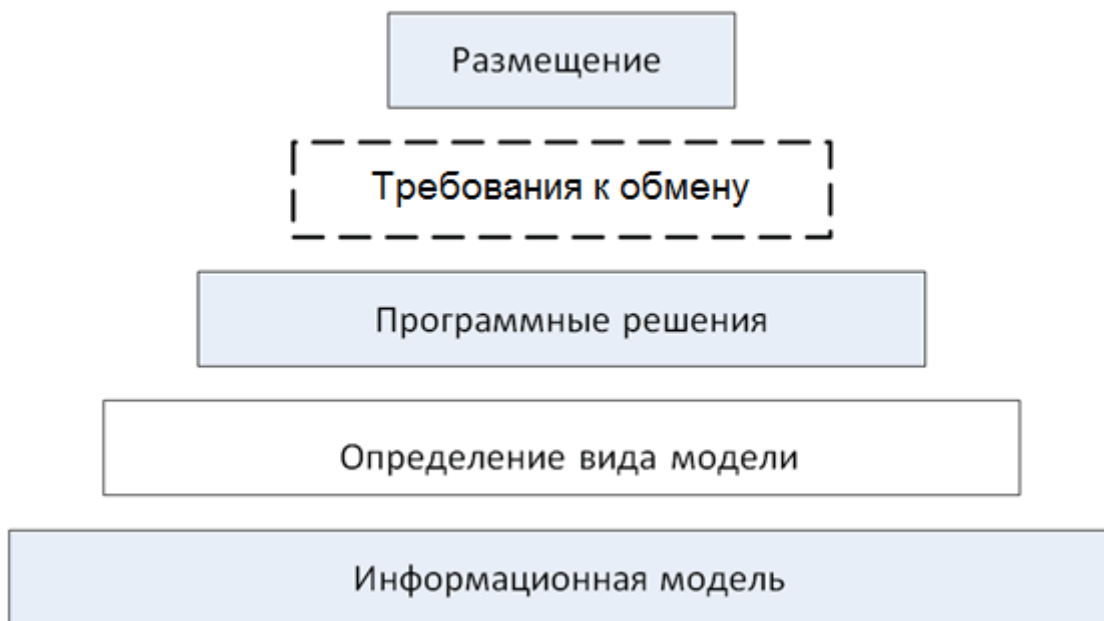 Размещение
Требования к обмену
Программные решения
Определение вида модели
Информационная модель